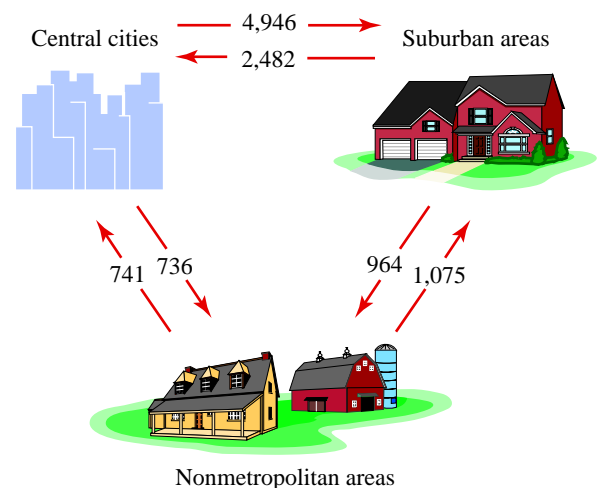 4,946
Central cities
Suburban areas
2,482
741
736
964
1,075
Nonmetropolitan areas